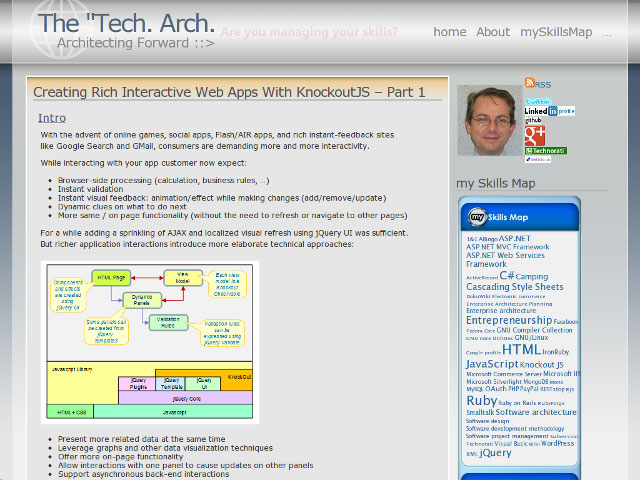 The "Tech. Arch.
Are you managing your skills?
home About mySkillsMap ...
Architecting Forward ::>
Creating Rich Interactive Web Apps With KnockoutJS – Part 1
Intro
With the advent of online games, social apps, Flash/AIR apps, and rich instant-feedback sites
like Google Search and GMail, consumers are demanding more and more interactivity.
While interacting with your app customer now expect:
Browser-side processing (calculation, business rules, ...)
Instant validation
Instant visual feedback: animation/effect while making changes (add/remove/update)
Dynamic clues on what to do next
More same / on page functionality (without the need to refresh or navigate to other pages)
For a while adding a sprinkling of AJAX and localized visual refresh using jQuery UI was sufficient.
But richer application interactions introduce more elaborate technical approaches:
HTML Page
View
Model
Components
and effects
are created
using
jQuery UI
Each view
model is a
Knockout
Observable
Dynamic
Panels
Some panels can
be created from
jQuery
Templates
Validation
Rules
Validation rules
can be
expressed using
jQuery Validate
Javascript Library
KnockOut
jQuery
Plugins
jQuery
Template
jQuery
UI
jQuery Core
HTML + CSS
Javascript
Present more related data at the same time
Leverage graphs and other data visualization techniques
Offer more on-page functionality
Allow interactions with one panel to cause updates on other panels
Support asynchronous back-end interactions
RSS
twitter
Linked in profile
github
g+
Technorati
my Skills Map
my Skills Map
1&1 Albingo ASP.NET
ASP.NET MVC Framework
ASP.NET Web Services
Framework
ActiveRecord C# Camping
Cascading Style Sheets
DokuWiki Electronic commerce
Enterprise Architecture Planning
Enterprise architecture
Entrepreneurship Facebook
Fedora Core GNU Compiler Collection
GNU Core Utilities GNU/Linux
Google profile HTML IronRuby
JavaScript Knockout JS
Microsoft Commerce Server Microsoft IIS
Microsoft Silverlight MongoDB Mono
MySQL OAuth PHP PayPal REST stop njs
Ruby Ruby on Rails RubyForge
Smalltalk Software architecture
Software design
Software development methodology
Software project management Subversion
Technorati Visual Basic Wiki WordPress
XML jQuery